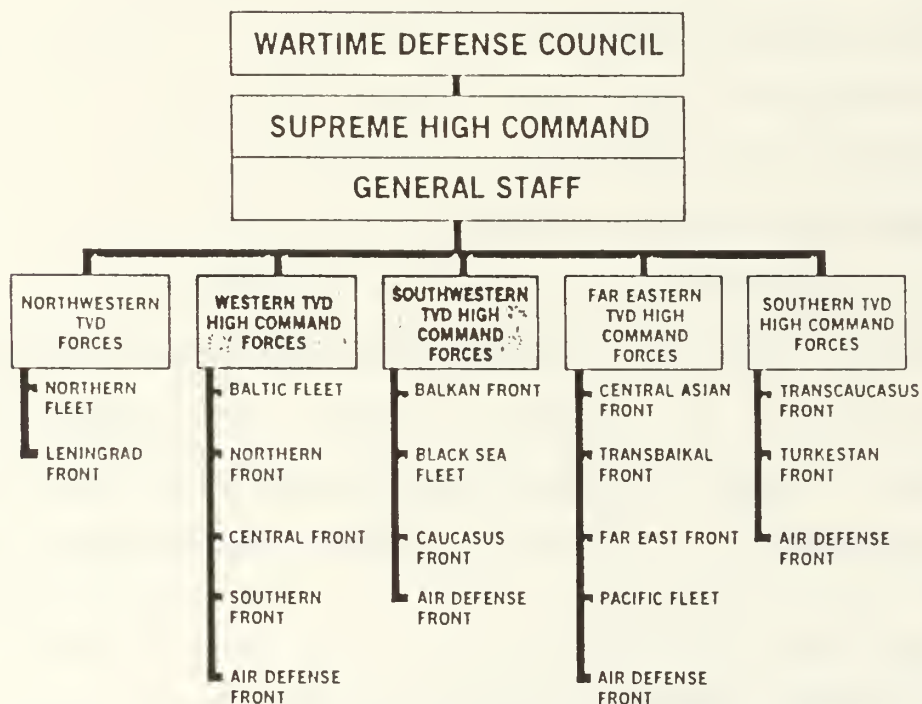 WARTIME DEFENSE COUNCIL
SUPREME HIGH COMMAND
GENERAL STAFF
NORTHWESTERN
TVD
FORCES
NORTHERN
FLEET
LENINGRAD
FRONT
WESTERN TVD
HIGH COMMAND
FORCES
BALTIC FLEET
NORTHERN
FRONT
CENTRAL FRONT
SOUTHERN
FRONT
AIR DEFENSE
FRONT
SOUTHWESTERN
TVD HIGH
COMMAND
FORCES
BALKAN FRONT
BLACK SEA
FLEET
CAUCASUS
FRONT
AIR DEFENSE
FRONT
FAR EASTERN
TVD HIGH
COMMAND
FORCES
CENTRAL ASIAN
FRONT
TRANSBAIKAL
FRONT
FAR EAST FRONT
PACIFIC FLEET
AIR DEFENSE
FRONT
SOUTHERN TVD
HIGH COMMAND
FORCES
TRANSCAUCASUS
FRONT
TURKESTAN
FRONT
AIR DEFENSE
FRONT